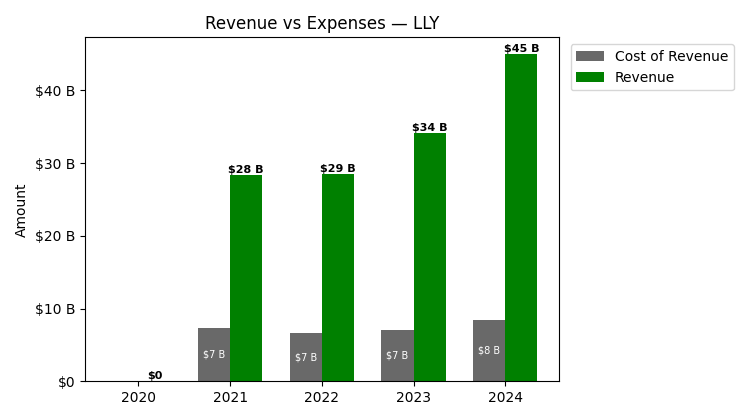 Revenue vs Expenses — LLY
Cost of Revenue
Revenue
Amount
$40 B
$30 B
$20 B
$10 B
$0
$0
$7 B
$28 B
$7 B
$29 B
$7 B
$34 B
$8 B
$45 B
2020
2021
2022
2023
2024